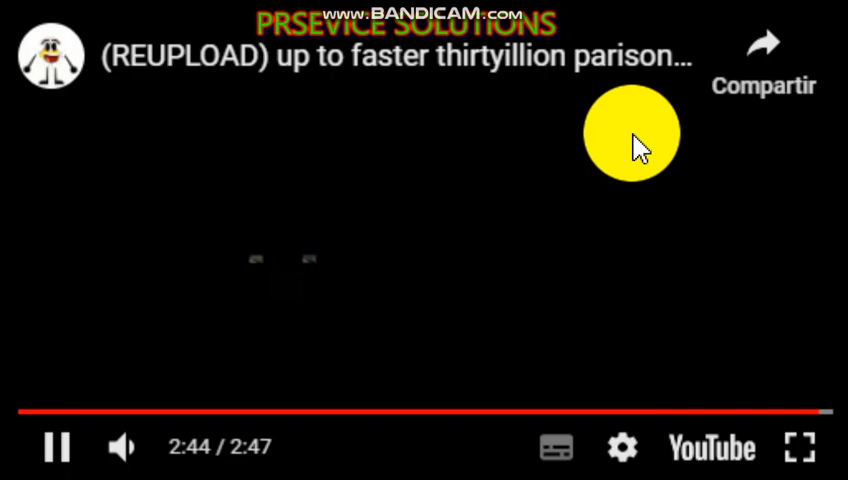 www.BANDICAM.com
PRSEVICE SOLUTIONS
(REUPLOAD) up to faster thirtyillion parison...
Compartir
2:44 / 2:47
YouTube